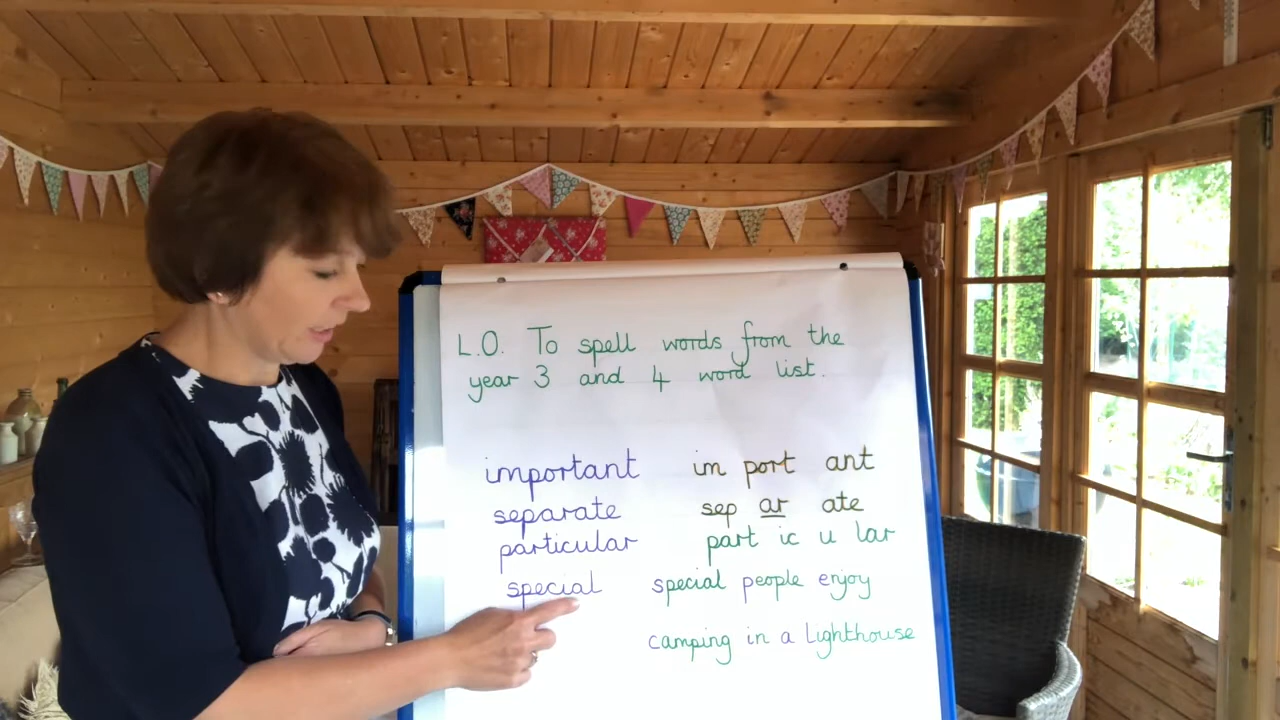 L.O. To spell words from the
year 3 and 4 word list.
important im port ant
separate sep ar ate
particular part ic u lar
special special people enjoy
camping in a lighthouse